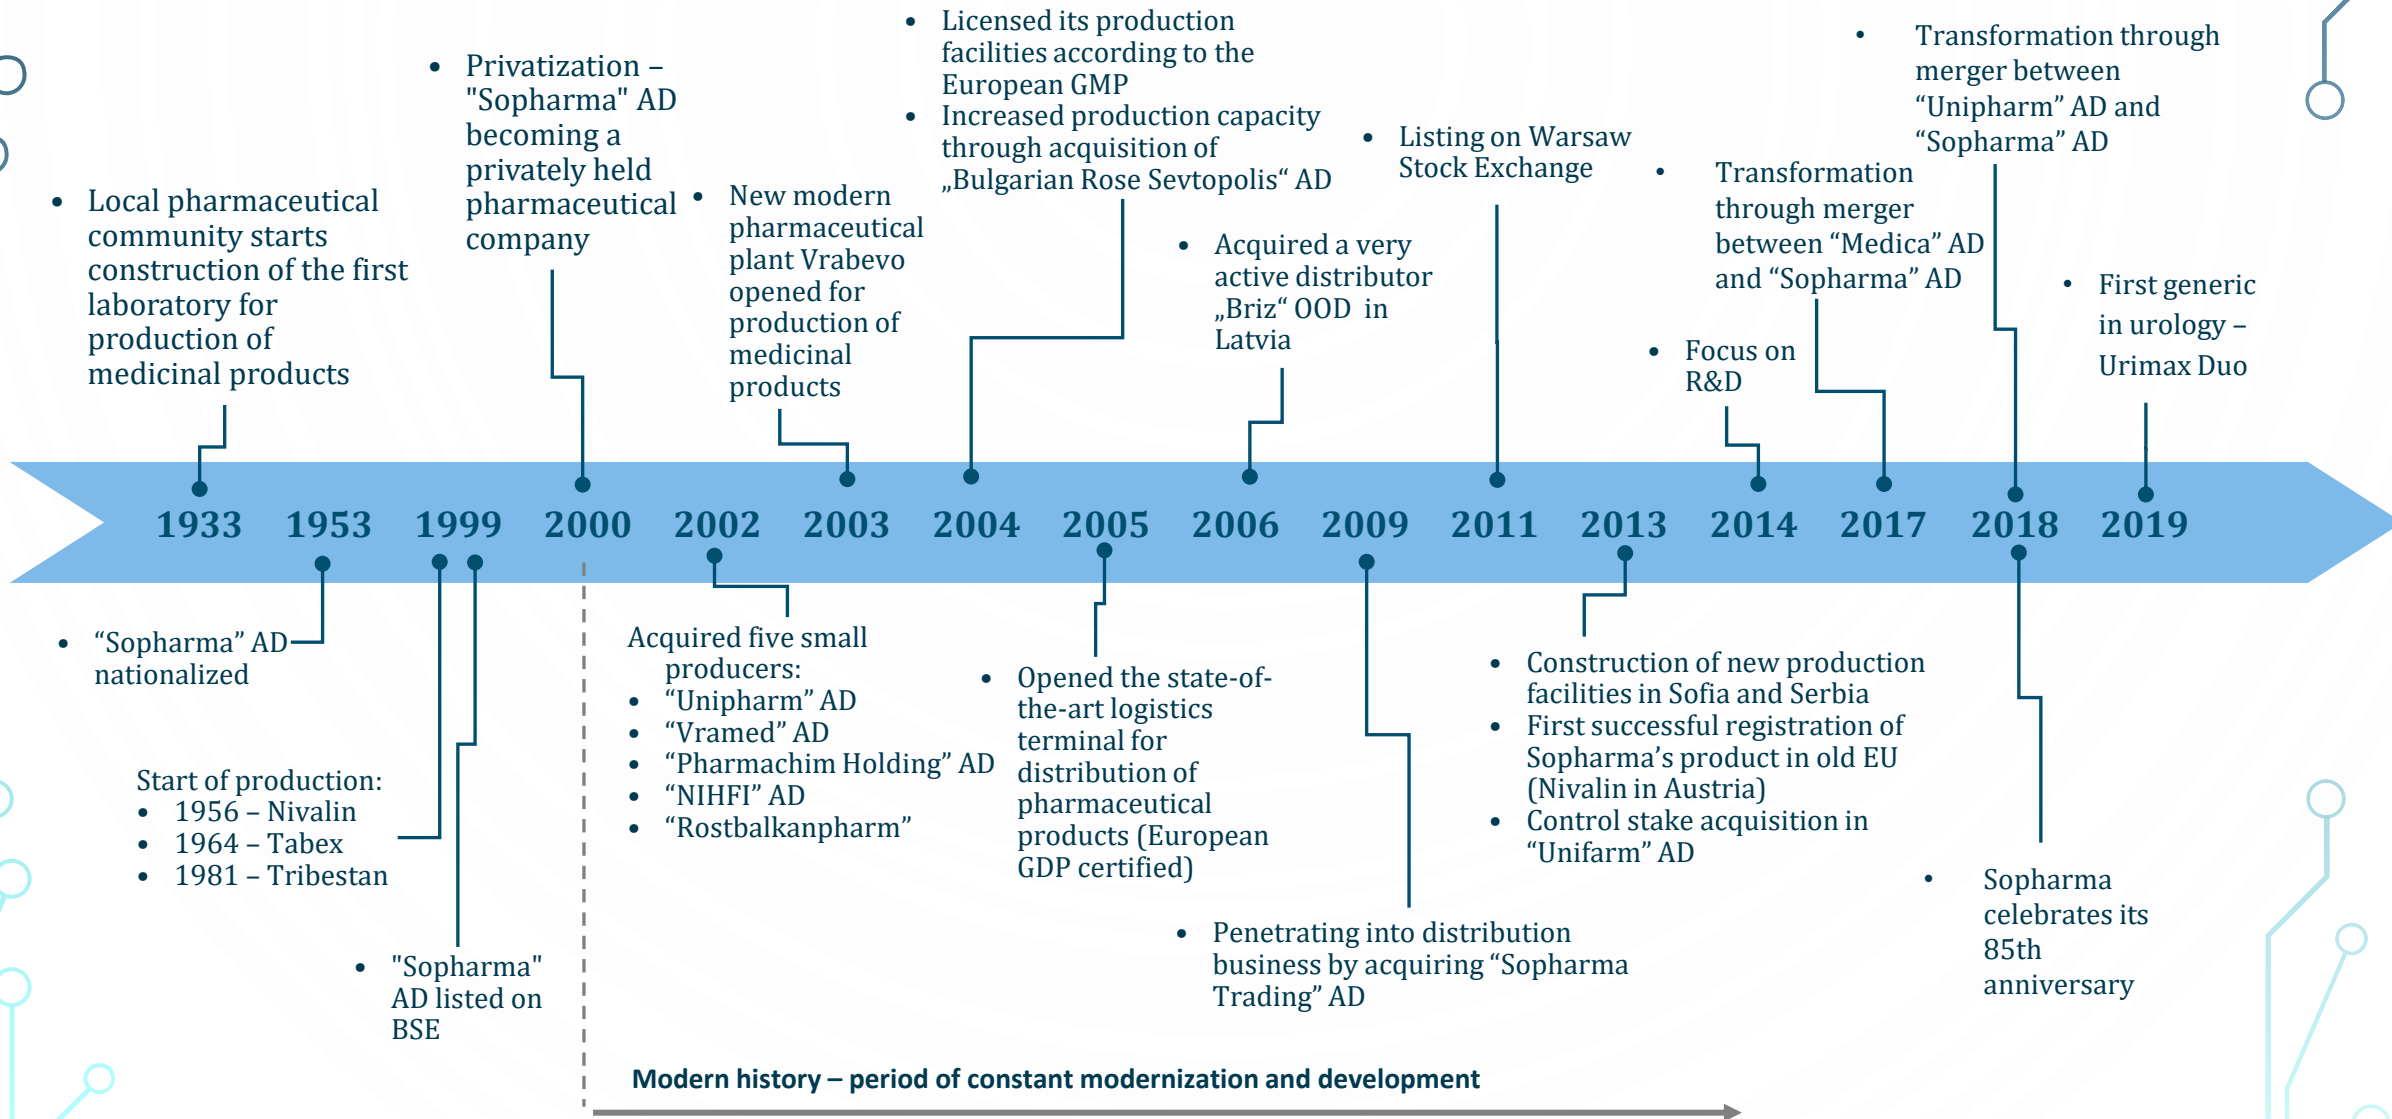 • Local pharmaceutical
community starts
construction of the first
laboratory for
production of
medicinal products
• Privatization –
"Sopharma" AD
becoming a
privately held
pharmaceutical
company
• New modern
pharmaceutical
plant Vrabevo
opened for
production of
medicinal
products
• Licensed its production
facilities according to the
European GMP
• Increased production capacity
through acquisition of
„Bulgarian Rose Sevtopolis“ AD
• Acquired a very
active distributor
„Briz“ OOD in
Latvia
• Listing on Warsaw
Stock Exchange
• Focus on
R&D
• Transformation
through merger
between “Medica” AD
and “Sopharma” AD
• Transformation through
merger between
“Unipharm” AD and
“Sopharma” AD
• First generic
in urology –
Urimax Duo
1933 1953 1999 2000 2002 2003 2004 2005 2006 2009 2011 2013 2014 2017 2018 2019
• “Sopharma” AD
nationalized
Start of production:
• 1956 – Nivalin
• 1964 – Tabex
• 1981 – Tribestan
• "Sopharma"
AD listed on
BSE
Acquired five small
producers:
• “Unipharm” AD
• “Vramed” AD
• “Pharmachim Holding” AD
• “NIHFI” AD
• “Rostbalkanpharm”
• Opened the state-of-
the-art logistics
terminal for
distribution of
pharmaceutical
products (European
GDP certified)
• Penetrating into distribution
business by acquiring “Sopharma
Trading” AD
• Construction of new production
facilities in Sofia and Serbia
• First successful registration of
Sopharma’s product in old EU
(Nivalin in Austria)
• Control stake acquisition in
“Unifarm” AD
• Sopharma
celebrates its
85th
anniversary
Modern history – period of constant modernization and development